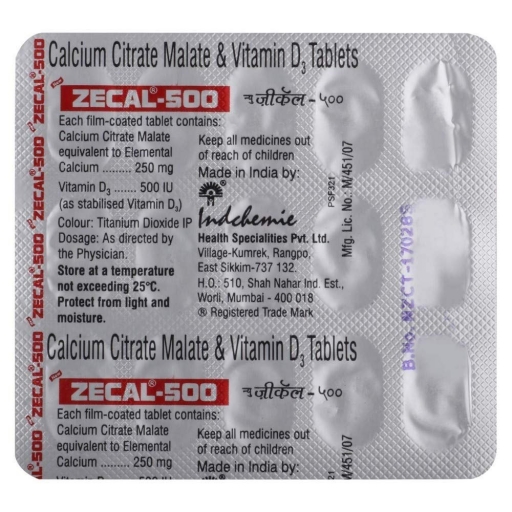 Calcium Citrate Malate & Vitamin D3 Tablets
ZECAL®-500
ज़ीकॅल - ५००
Each film-coated tablet contains:
Calcium Citrate Malate
equivalent to Elemental
Calcium ......... 250 mg
Vitamin D3 ....... 500 IU
(as stabilised Vitamin D3)
Colour: Titanium Dioxide IP
Dosage: As directed by
the Physician.
Store at a temperature
not exceeding 25°C.
Protect from light and
moisture.
Keep all medicines out
of reach of children
Made in India by:
Indchemie
Health Specialities Pvt. Ltd.
Village-Kumrek, Rangpo,
East Sikkim-737 132.
H.O.: 510, Shah Nahar Ind. Est.,
Worli, Mumbai - 400 018
® Registered Trade Mark
PSF321
Mfg. Lic. No.: M/451/07
B.No. MZCT-170289
ZECAL-500
ZECAL-500
ZECAL-500
ZECAL-500
Calcium Citrate Malate & Vitamin D3 Tablets
ZECAL®-500
ज़ीकॅल - ५००
Each film-coated tablet contains:
Calcium Citrate Malate
equivalent to Elemental
Calcium ......... 250 mg
Keep all medicines out
of reach of children
Made in India by:
M/451/07